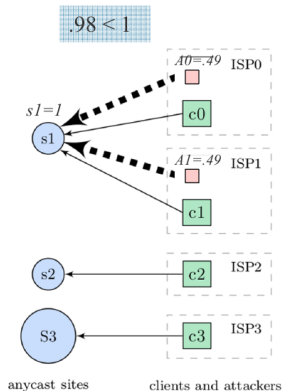 .98 < 1
A0=.49 ISP0
s1=1
c0
s1
A1=.49 ISP1
c1
s2 c2 ISP2
S3 c3 ISP3
anycast sites clients and attackers